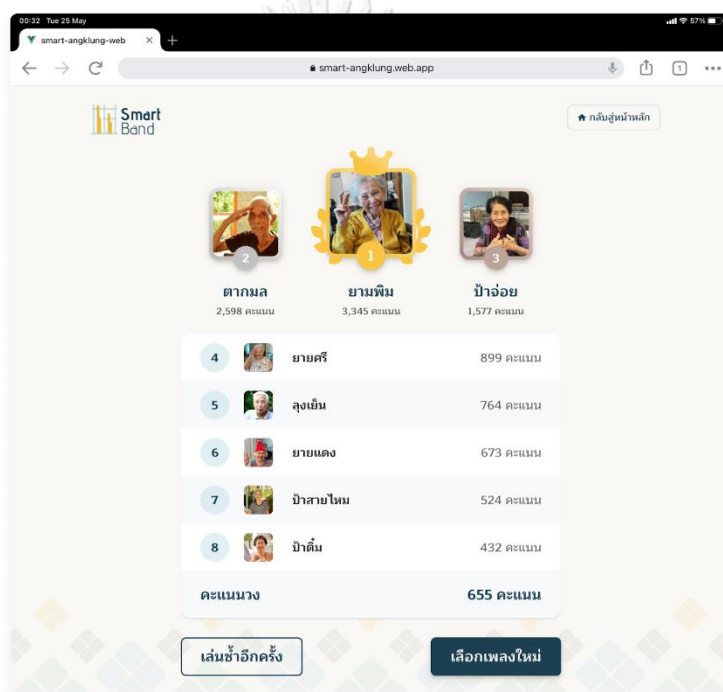 00:32 Tue 25 May
57%
smart-angklung-web
smart-angklung.web.app
1
Smart
Band
กลับสู่หน้าหลัก
2
1
3
ตากมล
ยามพิม
ป้าจ่อย
2,598 คะแนน
3,345 คะแนน
1,577 คะแนน
4 ยายศรี 899 คะแนน
5 ลุงเย็น 764 คะแนน
6 ยายแดง 673 คะแนน
7 ป้าสายไหม 524 คะแนน
8 ป้าติ๋ม 432 คะแนน
คะแนนวง 655 คะแนน
เล่นซ้ำอีกครั้ง
เลือกเพลงใหม่